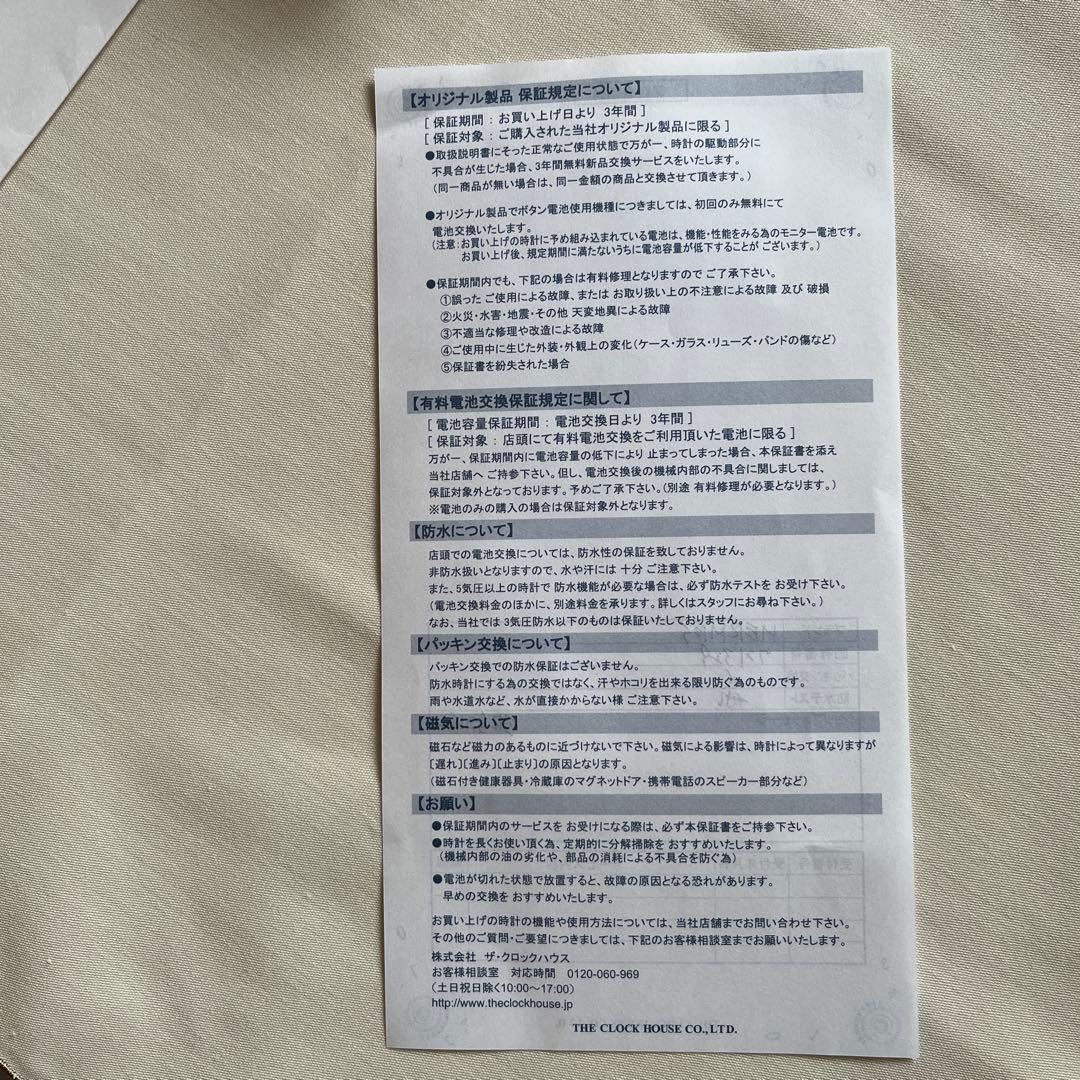 【オリジナル製品 保証規定について】
[ 保証期間 : お買い上げ日より 3年間 ]
[ 保証対象 : ご購入された当社オリジナル製品に限る ]
●取扱説明書にそった正常なご使用状態で万が一、時計の駆動部分に
不具合が生じた場合、3年間無料新品交換サービスをいたします。
(同一商品が無い場合は、同一金額の商品と交換させて頂きます。)
●オリジナル製品でボタン電池使用機種につきましては、初回のみ無料にて
電池交換いたします。
(注意:お買い上げの時計に予め組み込まれている電池は、機能・性能をみる為のモニター電池です。
お買い上げ後、規定期間に満たないうちに電池容量が低下することが ございます。)
●保証期間内でも、下記の場合は有料修理となりますので ご了承下さい。
①誤った ご使用による故障、または お取り扱い上の不注意による故障 及び 破損
②火災・水害・地震・その他 天変地異による故障
③不適当な修理や改造による故障
④ご使用中に生じた外装・外観上の変化(ケース・ガラス・リューズ・バンドの傷など)
⑤保証書を紛失された場合
【有料電池交換保証規定に関して】
[ 電池容量保証期間 : 電池交換日より 3年間 ]
[ 保証対象 : 店頭にて有料電池交換をご利用頂いた電池に限る ]
万が一、保証期間内に電池容量の低下により 止まってしまった場合、本保証書を添え
当社店舗へ ご持参下さい。但し、電池交換後の機械内部の不具合に関しましては、
保証対象外となっております。予めご了承下さい。(別途 有料修理が必要となります。)
※電池のみの購入の場合は保証対象外となります。
【防水について】
店頭での電池交換については、防水性の保証を致しておりません。
非防水扱いとなりますので、水や汗には 十分 ご注意下さい。
また、5気圧以上の時計で 防水機能が必要な場合は、必ず防水テストを お受け下さい。
(電池交換料金のほかに、別途料金を承ります。詳しくはスタッフにお尋ね下さい。)
なお、当社では 3気圧防水以下のものは保証いたしておりません。
【パッキン交換について】
パッキン交換での防水保証はございません。
防水時計にする為の交換ではなく、汗やホコリを出来る限り防ぐ為のものです。
雨や水道水など、水が直接かからない様 ご注意下さい。
【磁気について】
磁石など磁力のあるものに近づけないで下さい。磁気による影響は、時計によって異なりますが
[遅れ][進み][止まり]の原因となります。
(磁石付き健康器具・冷蔵庫のマグネットドア・携帯電話のスピーカー部分など)
【お願い】
●保証期間内のサービスを お受けになる際は、必ず本保証書をご持参下さい。
●時計を長くお使い頂く為、定期的に分解掃除を おすすめいたします。
(機械内部の油の劣化や、部品の消耗による不具合を防ぐ為)
●電池が切れた状態で放置すると、故障の原因となる恐れがあります。
早めの交換を おすすめいたします。
お買い上げの時計の機能や使用方法については、当社店舗までお問い合わせ下さい。
その他のご質問・ご要望につきましては、下記のお客様相談室までお願いいたします。
株式会社 ザ・クロックハウス
お客様相談室 対応時間 0120-060-969
(土日祝日除く10:00～17:00)
http://www.theclockhouse.jp
THE CLOCK HOUSE CO.,LTD.